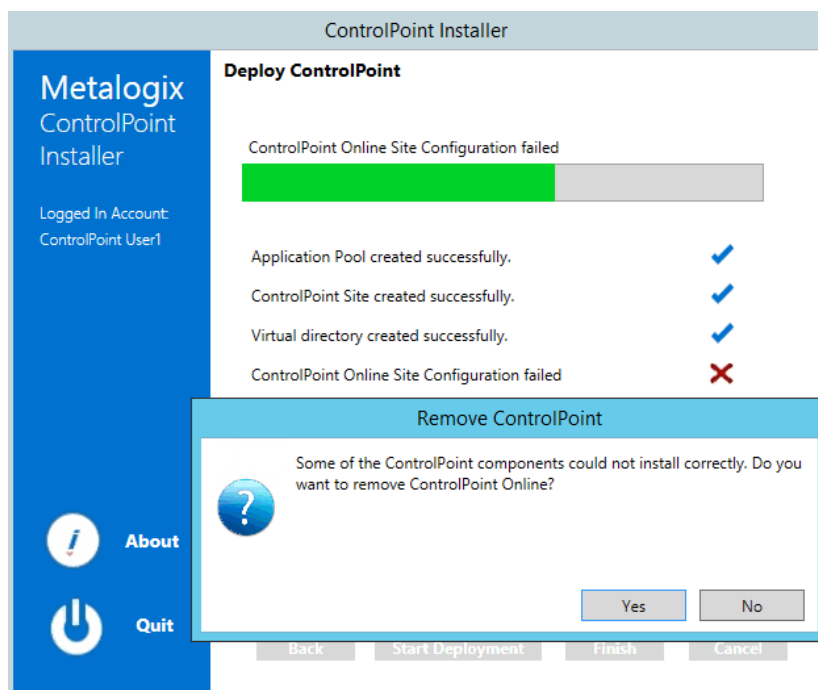 ControlPoint Installer
Metalogix
ControlPoint
Installer
Logged In Account:
ControlPoint User1
About
Quit
Deploy ControlPoint
ControlPoint Online Site Configuration failed
Application Pool created successfully.
ControlPoint Site created successfully.
Virtual directory created successfully.
ControlPoint Online Site Configuration failed
Remove ControlPoint
Some of the ControlPoint components could not install correctly. Do you
want to remove ControlPoint Online?
Yes No
Back Start Deployment Finish Cancel